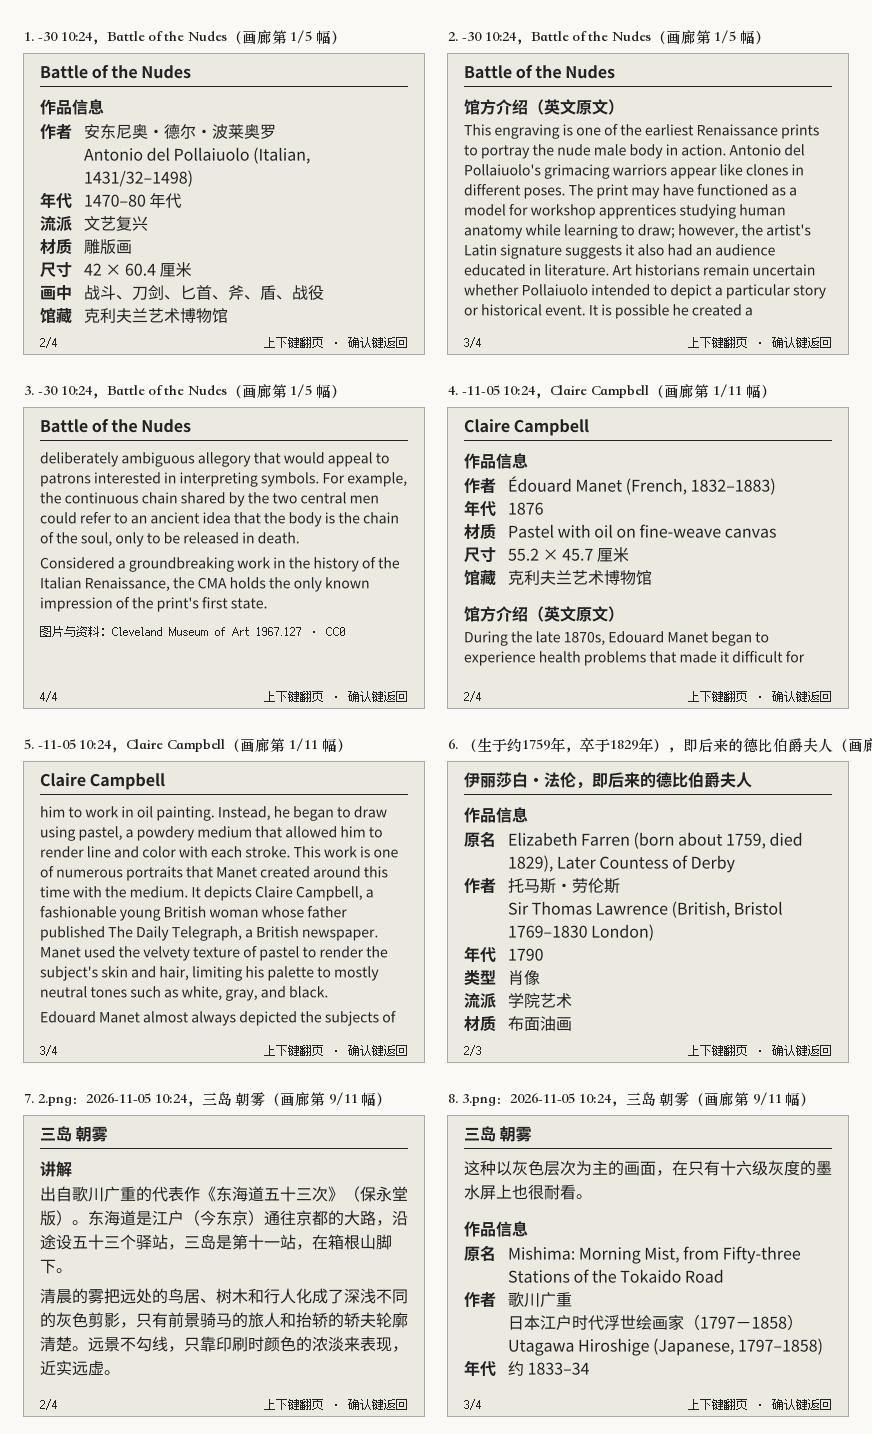 1. -30 10:24，Battle of the Nudes（画廊第 1/5 幅）
Battle of the Nudes
作品信息
作者 安东尼奥・德尔・波莱奥罗
Antonio del Pollaiuolo (Italian,
1431/32–1498)
年代 1470–80 年代
流派 文艺复兴
材质 雕版画
尺寸 42 × 60.4 厘米
画中 战斗、刀剑、匕首、斧、盾、战役
馆藏 克利夫兰艺术博物馆
2/4 上下键翻页 · 确认键返回
2. -30 10:24，Battle of the Nudes（画廊第 1/5 幅）
Battle of the Nudes
馆方介绍（英文原文）
This engraving is one of the earliest Renaissance prints
to portray the nude male body in action. Antonio del
Pollaiuolo's grimacing warriors appear like clones in
different poses. The print may have functioned as a
model for workshop apprentices studying human
anatomy while learning to draw; however, the artist's
Latin signature suggests it also had an audience
educated in literature. Art historians remain uncertain
whether Pollaiuolo intended to depict a particular story
or historical event. It is possible he created a
3/4 上下键翻页 · 确认键返回
3. -30 10:24，Battle of the Nudes（画廊第 1/5 幅）
Battle of the Nudes
deliberately ambiguous allegory that would appeal to
patrons interested in interpreting symbols. For example,
the continuous chain shared by the two central men
could refer to an ancient idea that the body is the chain
of the soul, only to be released in death.
Considered a groundbreaking work in the history of the
Italian Renaissance, the CMA holds the only known
impression of the print's first state.
图片与资料：Cleveland Museum of Art 1967.127 · CC0
4/4 上下键翻页 · 确认键返回
4. -11-05 10:24，Claire Campbell（画廊第 1/11 幅）
Claire Campbell
作品信息
作者 Édouard Manet (French, 1832–1883)
年代 1876
材质 Pastel with oil on fine-weave canvas
尺寸 55.2 × 45.7 厘米
馆藏 克利夫兰艺术博物馆
馆方介绍（英文原文）
During the late 1870s, Edouard Manet began to
experience health problems that made it difficult for
2/4 上下键翻页 · 确认键返回
5. -11-05 10:24，Claire Campbell（画廊第 1/11 幅）
Claire Campbell
him to work in oil painting. Instead, he began to draw
using pastel, a powdery medium that allowed him to
render line and color with each stroke. This work is one
of numerous portraits that Manet created around this
time with the medium. It depicts Claire Campbell, a
fashionable young British woman whose father
published The Daily Telegraph, a British newspaper.
Manet used the velvety texture of pastel to render the
subject's skin and hair, limiting his palette to mostly
neutral tones such as white, gray, and black.
Edouard Manet almost always depicted the subjects of
3/4 上下键翻页 · 确认键返回
6. （生于约1759年，卒于1829年），即后来的德比伯爵夫人（画廊
伊丽莎白・法伦，即后来的德比伯爵夫人
作品信息
原名 Elizabeth Farren (born about 1759, died
1829), Later Countess of Derby
作者 托马斯・劳伦斯
Sir Thomas Lawrence (British, Bristol
1769–1830 London)
年代 1790
类型 肖像
流派 学院艺术
材质 布面油画
2/3 上下键翻页 · 确认键返回
7. 2.png：2026-11-05 10:24，三岛 朝雾（画廊第 9/11 幅）
三岛 朝雾
讲解
出自歌川广重的代表作《东海道五十三次》（保永堂
版）。东海道是江户（今东京）通往京都的大路，沿
途设五十三个驿站，三岛是第十一站，在箱根山脚
下。
清晨的雾把远处的鸟居、树木和行人化成了深浅不同
的灰色剪影，只有前景骑马的旅人和抬轿的轿夫轮廓
清楚。远景不勾线，只靠印刷时颜色的浓淡来表现，
近实远虚。
2/4 上下键翻页 · 确认键返回
8. 3.png：2026-11-05 10:24，三岛 朝雾（画廊第 9/11 幅）
三岛 朝雾
这种以灰色层次为主的画面，在只有十六级灰度的墨
水屏上也很耐看。
作品信息
原名 Mishima: Morning Mist, from Fifty-three
Stations of the Tokaido Road
作者 歌川广重
日本江户时代浮世绘画家（1797－1858）
Utagawa Hiroshige (Japanese, 1797–1858)
年代 约 1833–34
3/4 上下键翻页 · 确认键返回